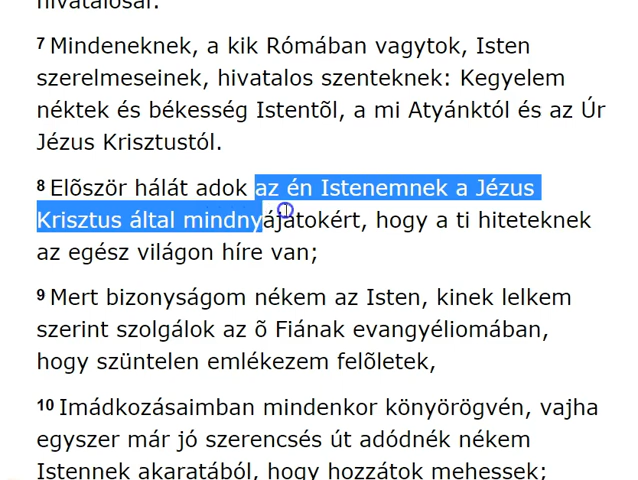 hivatalosai.
7 Mindeneknek, a kik Rómában vagytok, Isten
szerelmeseinek, hivatalos szenteknek: Kegyelem
néktek és békesség Istentõl, a mi Atyánktól és az Úr
Jézus Krisztustól.
8 Elõször hálát adok az én Istenemnek a Jézus
Krisztus által mindnyájatokért, hogy a ti hiteteknek
az egész világon híre van;
9 Mert bizonyságom nékem az Isten, kinek lelkem
szerint szolgálok az õ Fiának evangyéliomában,
hogy szüntelen emlékezem felõletek,
10 Imádkozásaimban mindenkor könyörögvén, vajha
egyszer már jó szerencsés út adódnék nékem
Istennek akaratából, hogy hozzátok mehessek;